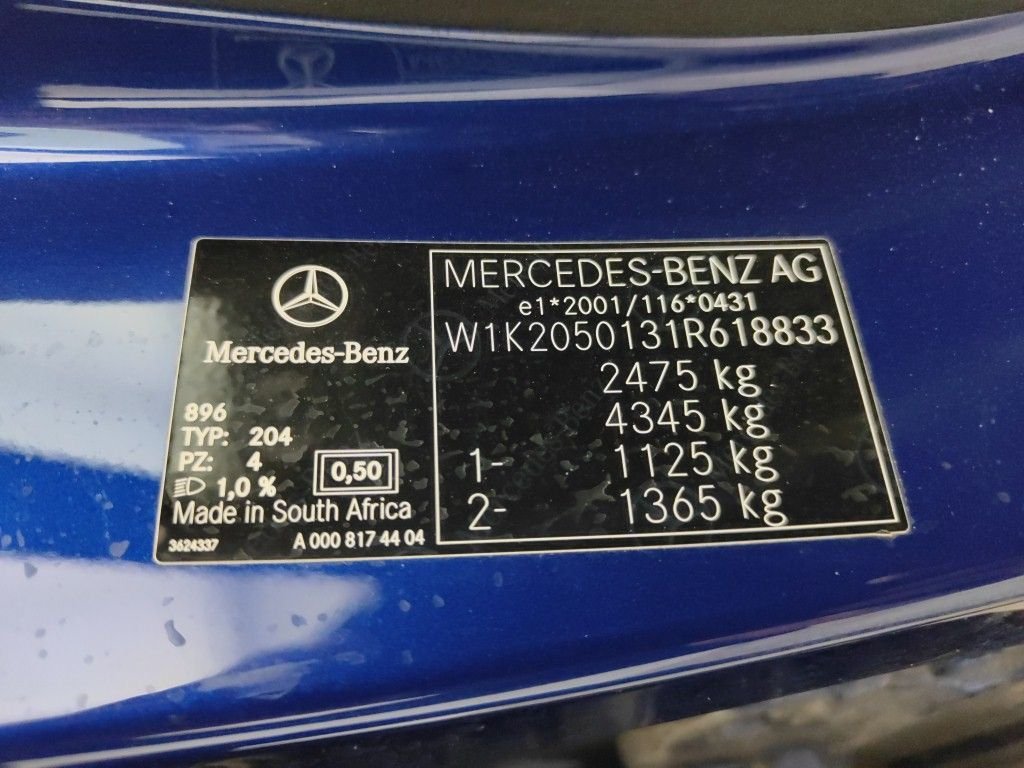 Mercedes-Benz
896
TYP: 204
PZ: 4
1,0 %
0,50
Made in South Africa
3624337
A 000 817 44 04
MERCEDES-BENZ AG
e1*2001/116*0431
W1K2050131R618833
2475 kg
4345 kg
1- 1125 kg
2- 1365 kg